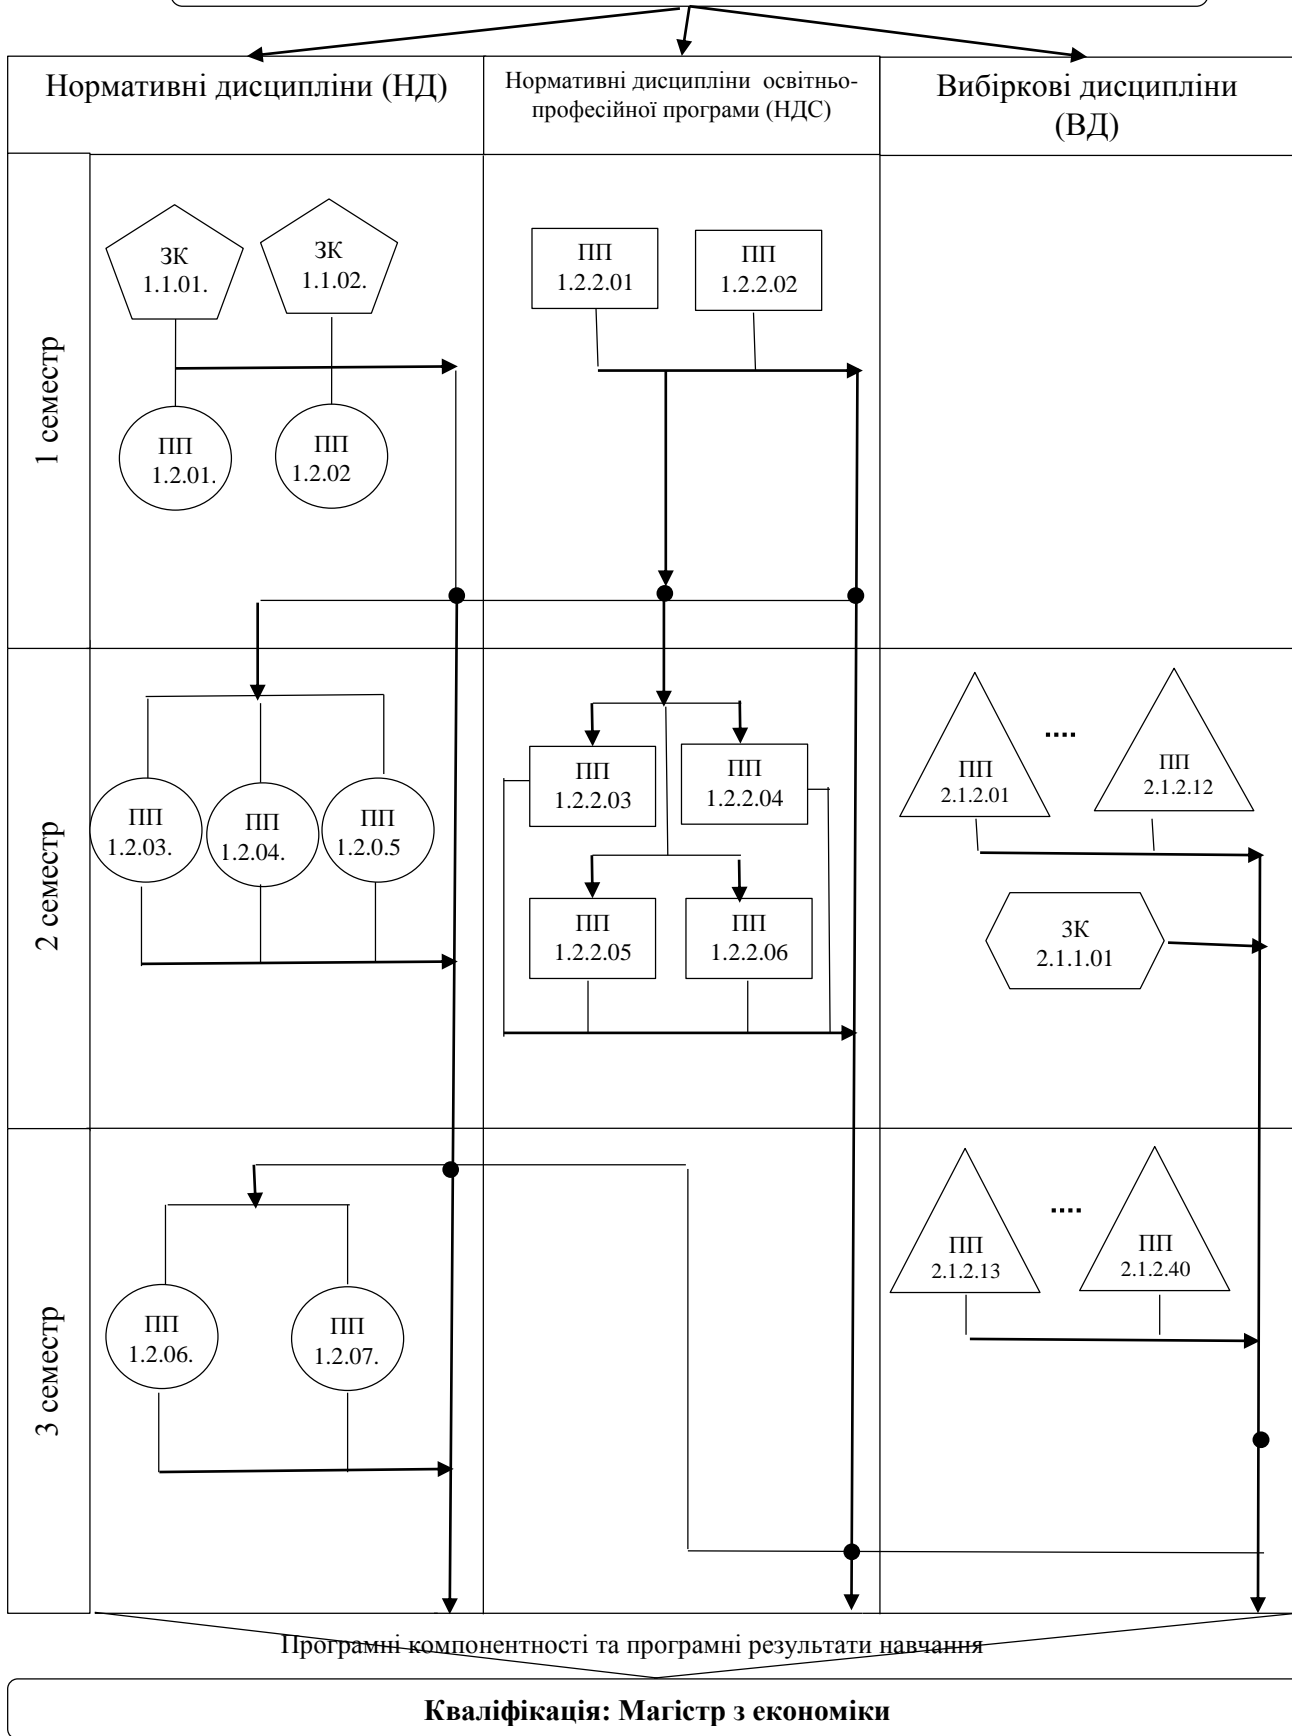 Нормативні дисципліни (НД)
Нормативні дисципліни освітньо-
професійної програми (НДС)
Вибіркові дисципліни
(ВД)
1 семестр
ЗК
1.1.01.
ЗК
1.1.02.
ПП
1.2.2.01
ПП
1.2.2.02
ПП
1.2.01.
ПП
1.2.02
2 семестр
ПП
1.2.03.
ПП
1.2.04.
ПП
1.2.0.5
ПП
1.2.2.03
ПП
1.2.2.04
ПП
1.2.2.05
ПП
1.2.2.06
ПП
2.1.2.01
....
ПП
2.1.2.12
ЗК
2.1.1.01
3 семестр
ПП
1.2.06.
ПП
1.2.07.
ПП
2.1.2.13
....
ПП
2.1.2.40
Програмні компонентності та програмні результати навчання
Кваліфікація: Магістр з економіки